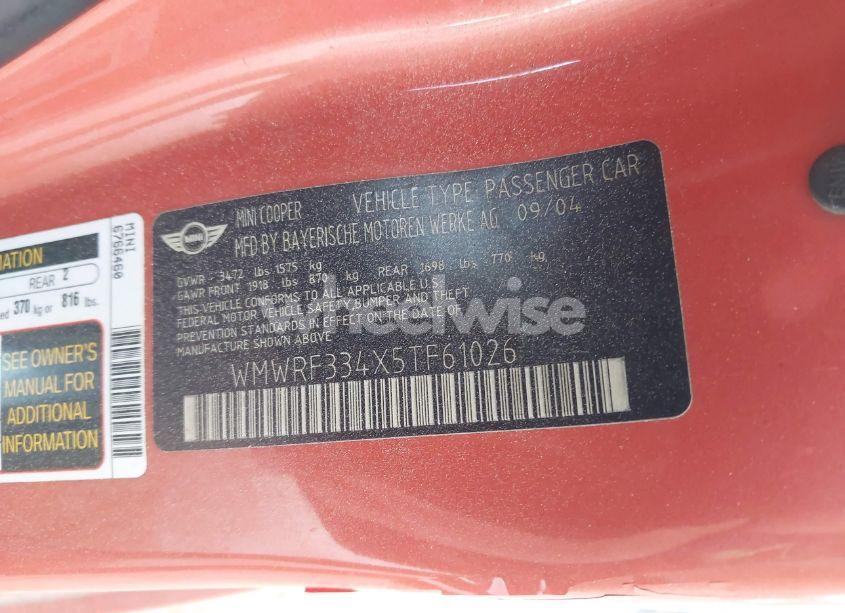 MINI COOPER VEHICLE TYPE PASSENGER CAR
MFD BY BAYERISCHE MOTOREN WERKE AG 09/04
GVWR - 3472 lbs 1575 kg
GAWR FRONT 1918 lbs 870 kg REAR 1698 lbs 770 kg
THIS VEHICLE CONFORMS TO ALL APPLICABLE U.S
FEDERAL MOTOR VEHICLE SAFETY,BUMPER AND THEFT
PREVENTION STANDARDS IN EFFECT ON THE DATE OF
MANUFACTURE SHOWN ABOVE
WMWRF334X5TF61026
MINI
6766460
REAR 2
370 kg or 816 lbs.
SEE OWNER'S
MANUAL FOR
ADDITIONAL
INFORMATION
MINI